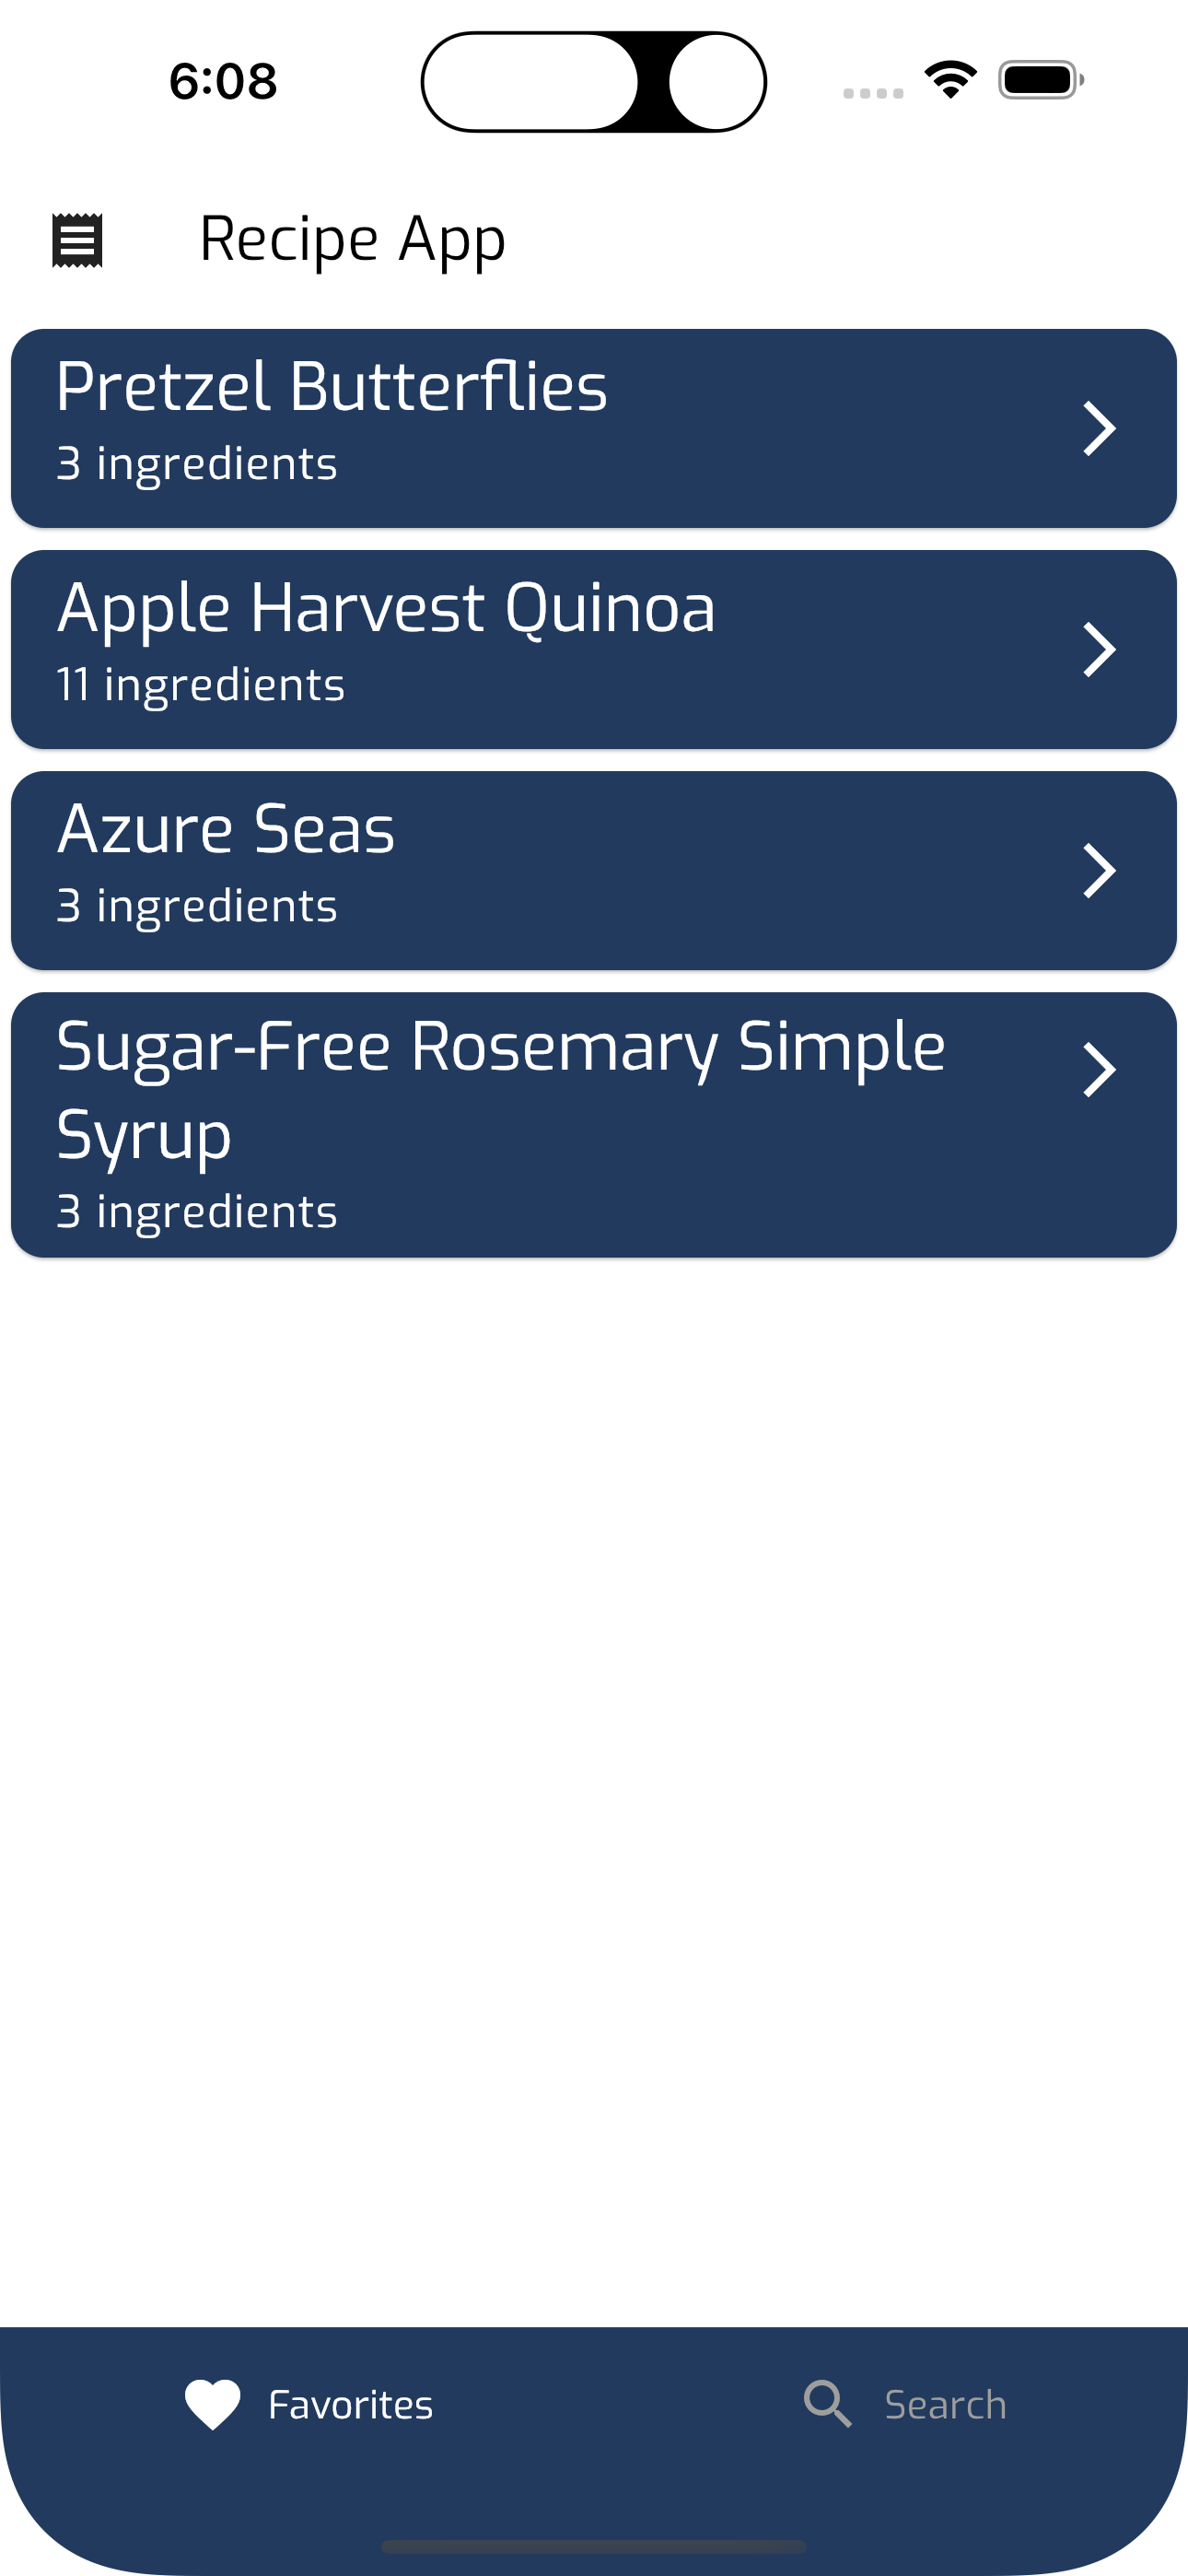 6:08
Recipe App
Pretzel Butterflies
3 ingredients
Apple Harvest Quinoa
11 ingredients
Azure Seas
3 ingredients
Sugar-Free Rosemary Simple
Syrup
3 ingredients
Favorites
Search